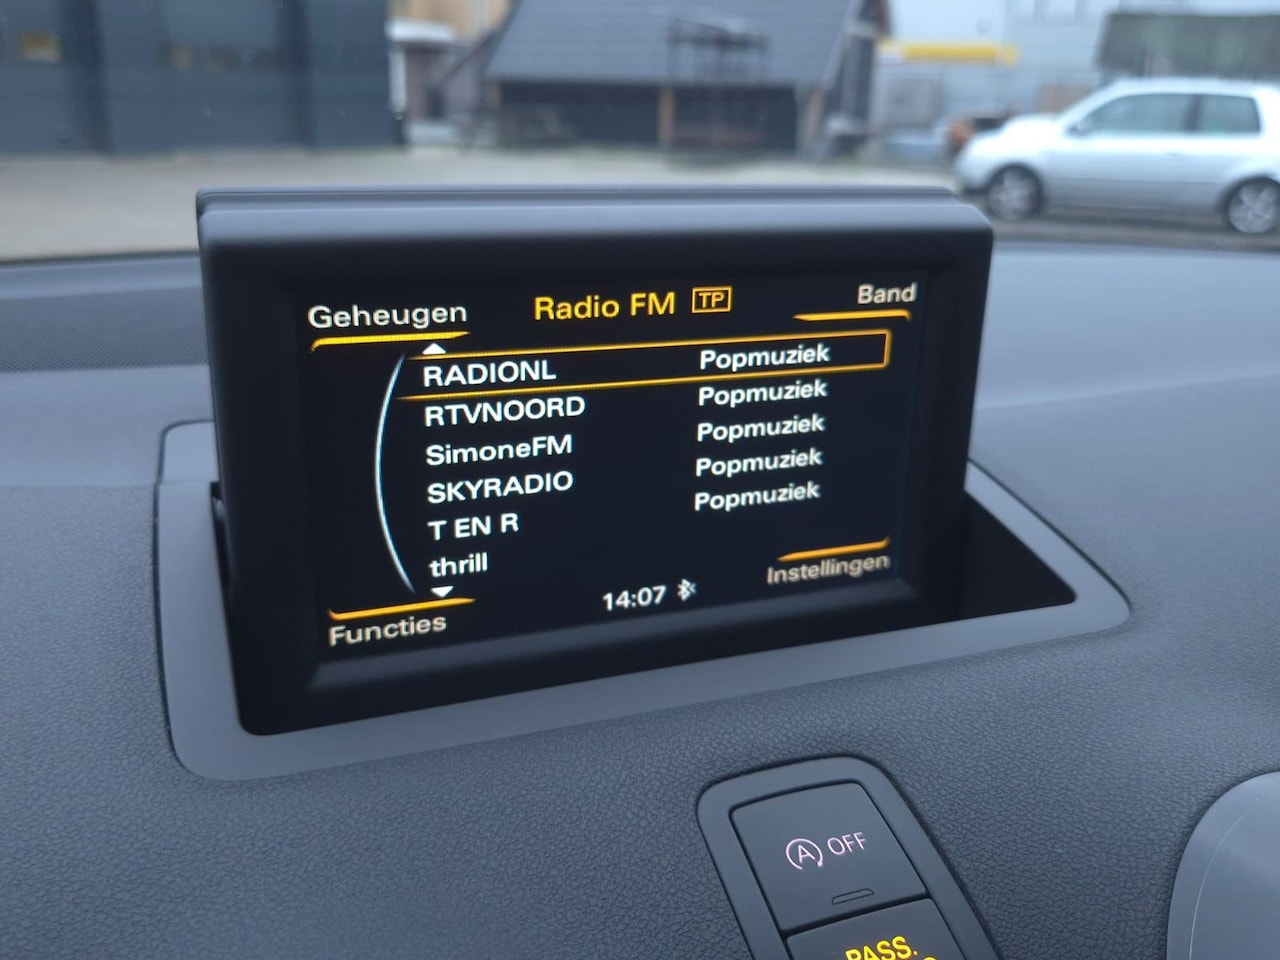 Geheugen Radio FM TP Band
RADIONL Popmuziek
RTVNOORD Popmuziek
SimoneFM Popmuziek
SKYRADIO Popmuziek
T EN R Popmuziek
thrill
Functies 14:07 Instellingen
A OFF
PASS.